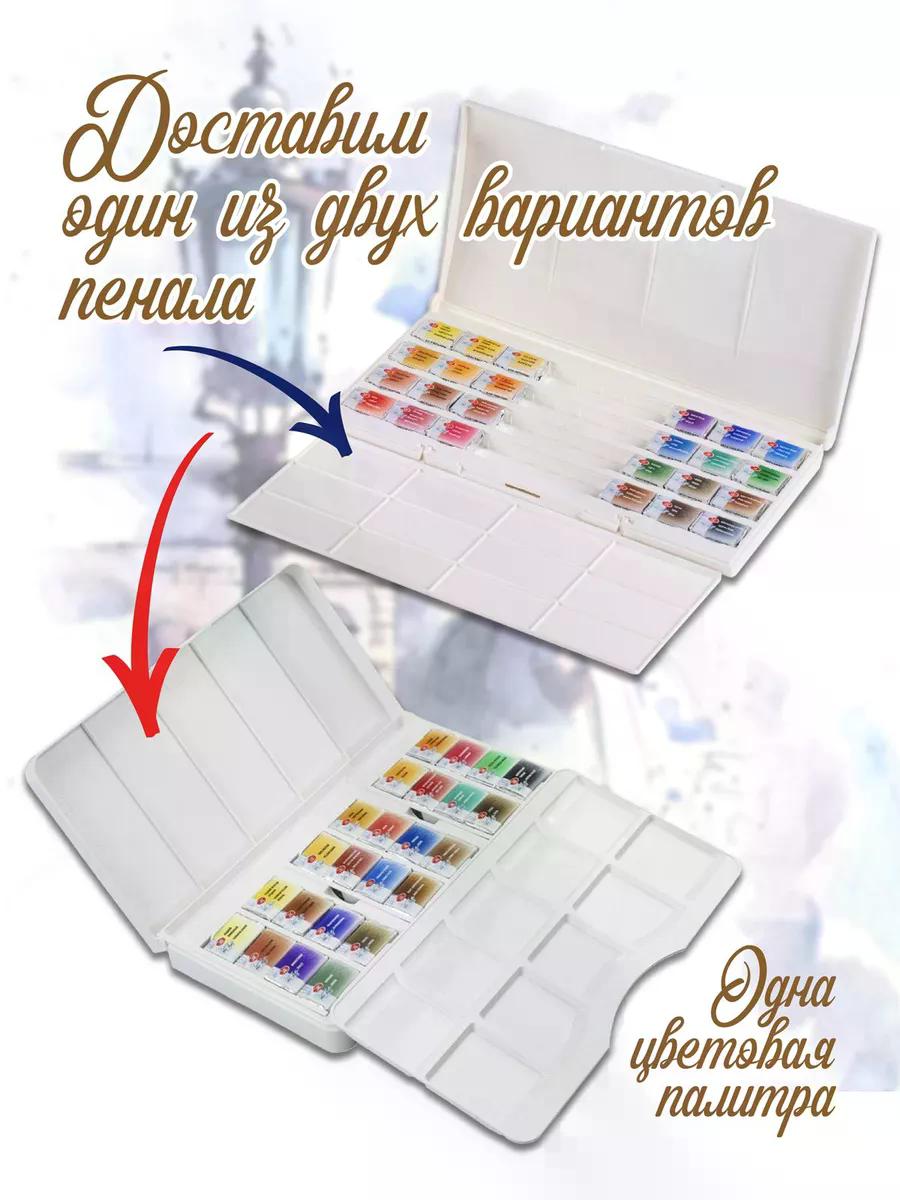 Доставим
один из двух вариантов
пенала
Одна
цветовая
палитра